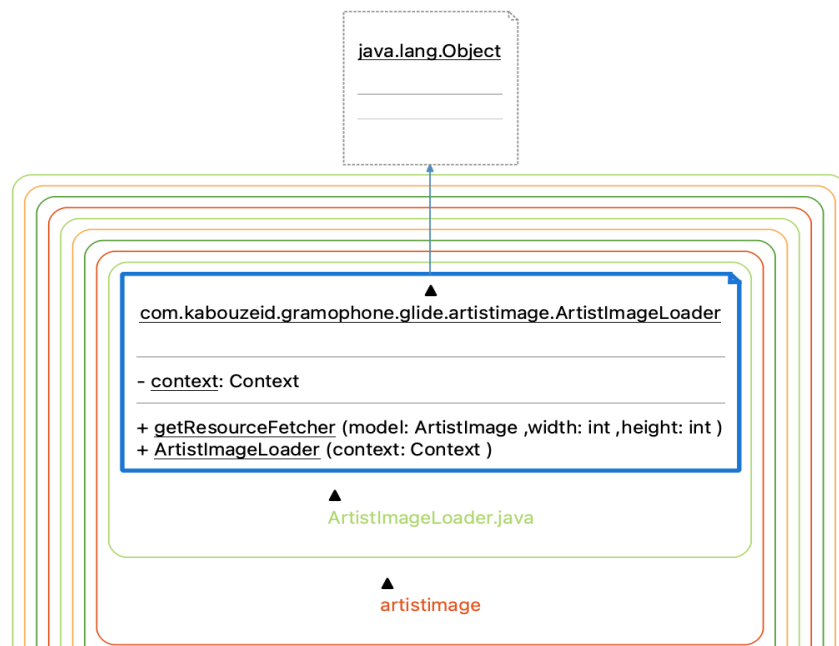 java.lang.Object
com.kabouzeid.gramophone.glide.artistimage.ArtistImageLoader
- context: Context
+ getResourceFetcher (model: ArtistImage ,width: int ,height: int )
+ ArtistImageLoader (context: Context )
ArtistImageLoader.java
artistimage